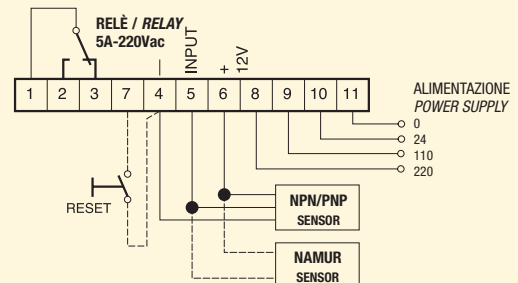 RELÈ / RELAY
5A-220Vac
INPUT
+ 12V
1 2 3 7 4 5 6 8 9 10 11
ALIMENTAZIONE
POWER SUPPLY
0
24
110
220
RESET
NPN/PNP
SENSOR
NAMUR
SENSOR